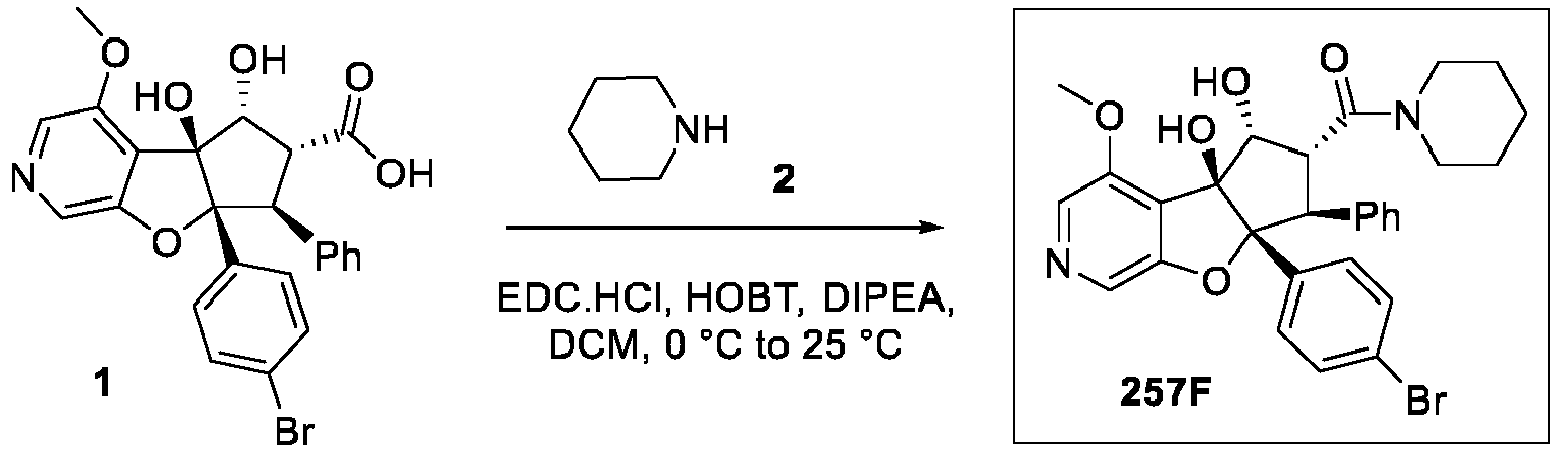 O
HO
OH
O
OH
N
O
Ph
Br
1
NH
2
EDC.HCl, HOBT, DIPEA,
DCM, 0 °C to 25 °C
O
HO
HO
O
N
N
O
Ph
Br
257F